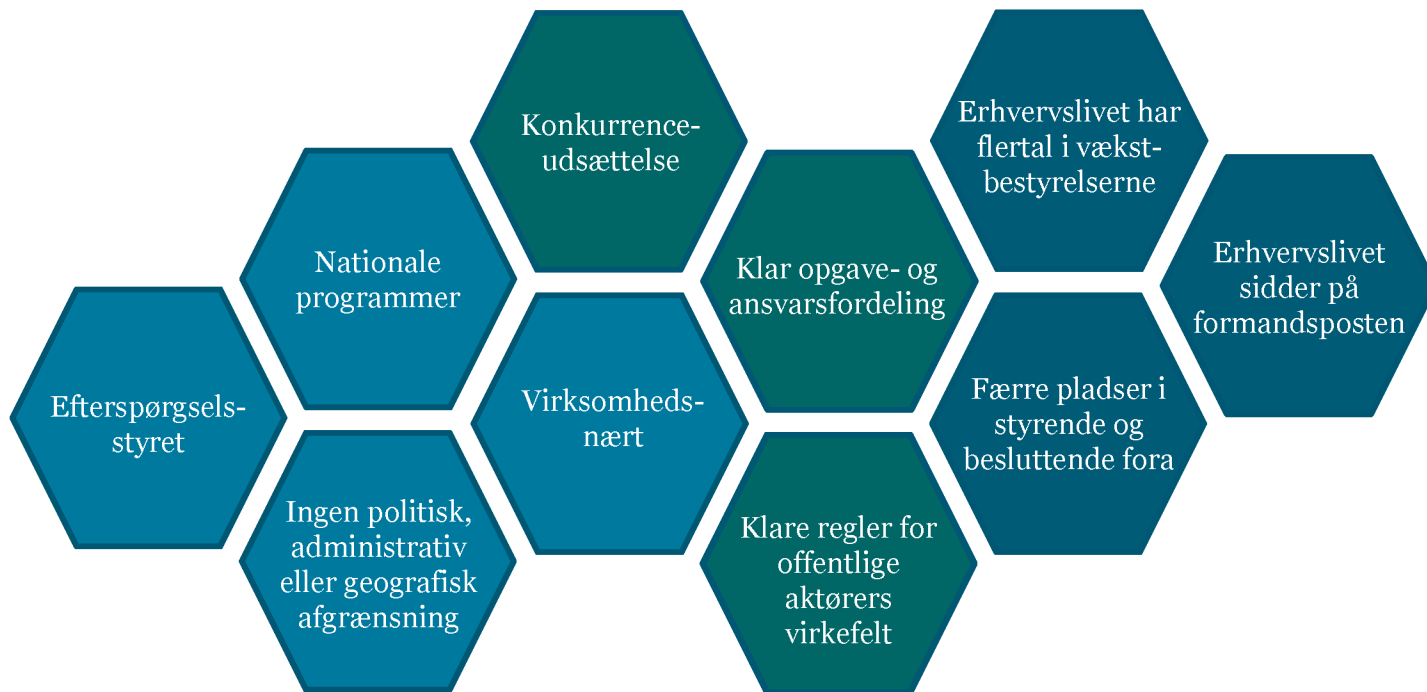 Efterspørgsels-
styret
Nationale
programmer
Ingen politisk,
administrativ
eller geografisk
afgrænsning
Konkurrence-
udsættelse
Virksomheds-
nært
Klar opgave- og
ansvarsfordeling
Klare regler for
offentlige
aktørers
virkefelt
Erhvervslivet har
flertal i vækst-
bestyrelserne
Færre pladser i
styrende og
besluttende fora
Erhvervslivet
sidder på
formandsposten